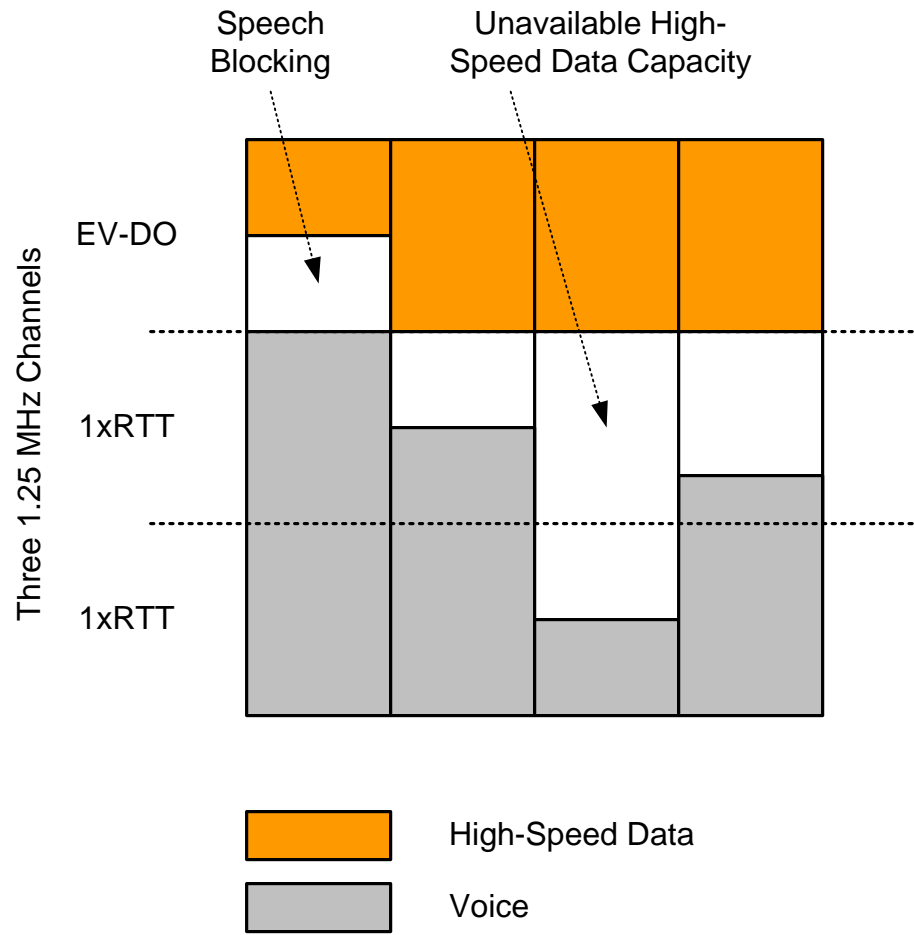 Speech
Blocking
Unavailable High-
Speed Data Capacity
EV-DO
1xRTT
1xRTT
Three 1.25 MHz Channels
High-Speed Data
Voice